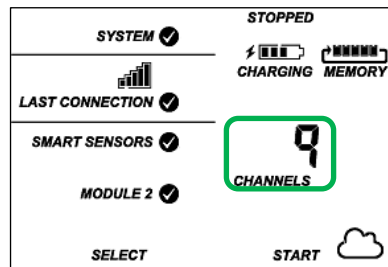 STOPPED
SYSTEM
CHARGING MEMORY
LAST CONNECTION
SMART SENSORS
9
CHANNELS
MODULE 2
SELECT START